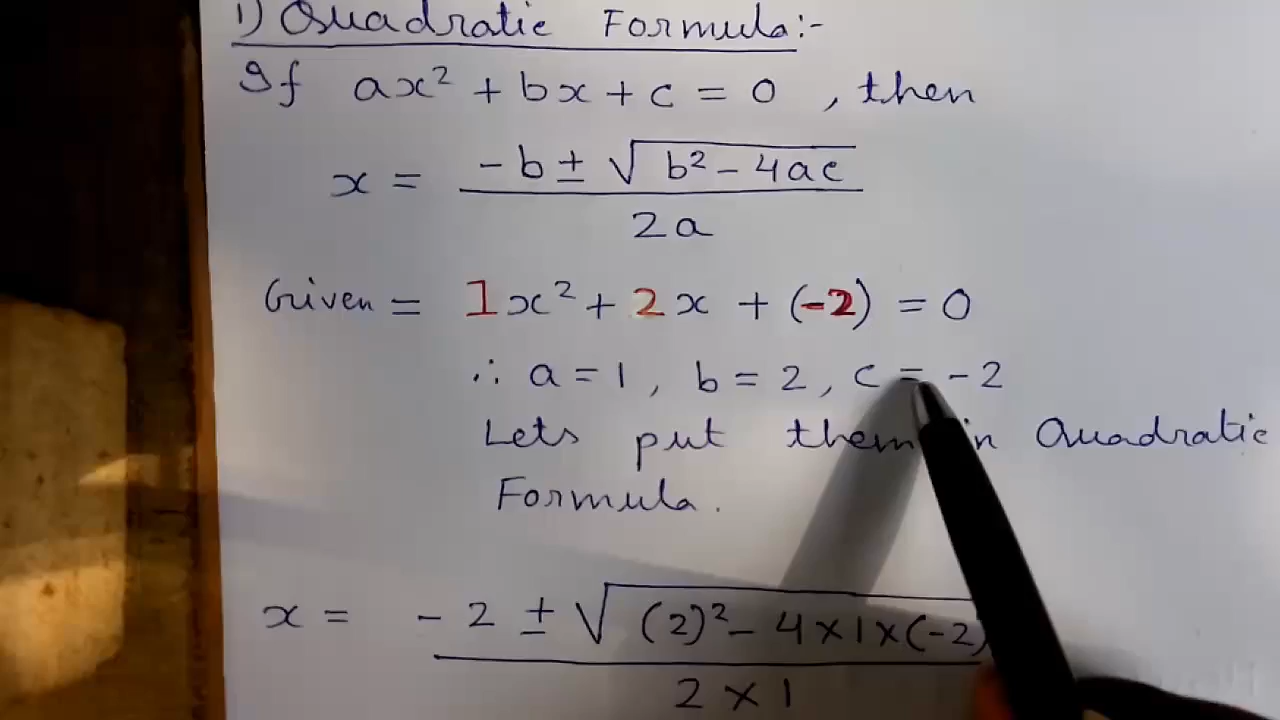 1) Quadratic Formula:-
If ax² + bx + c = 0 , then
x = (-b ± √(b² - 4ac)) / 2a
Given = 1x² + 2x + (-2) = 0
∴ a = 1 , b = 2 , c = -2
Lets put them in Quadratic
Formula.
x = (-2 ± √((2)² - 4 × 1 × (-2))) / 2 × 1